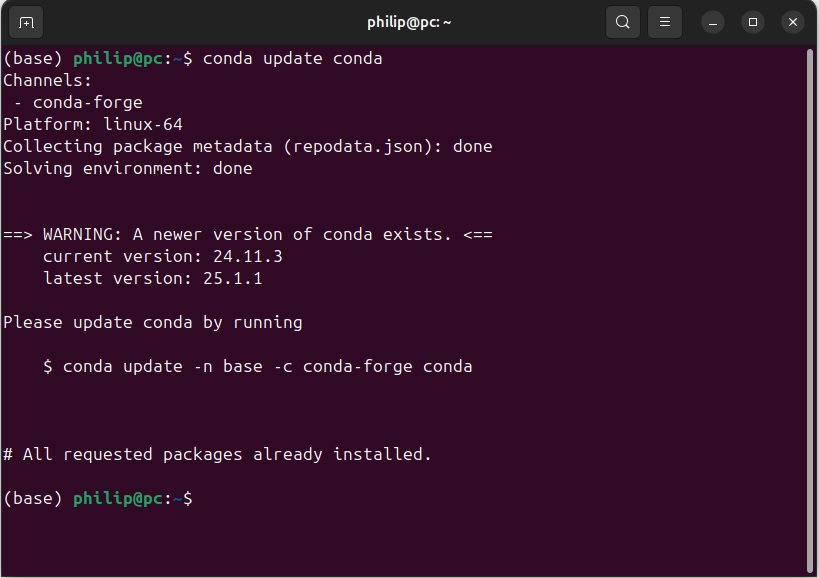 philip@pc: ~
(base) philip@pc:~$ conda update conda
Channels:
 - conda-forge
Platform: linux-64
Collecting package metadata (repodata.json): done
Solving environment: done
==> WARNING: A newer version of conda exists. <==
    current version: 24.11.3
    latest version: 25.1.1
Please update conda by running
    $ conda update -n base -c conda-forge conda
# All requested packages already installed.
(base) philip@pc:~$